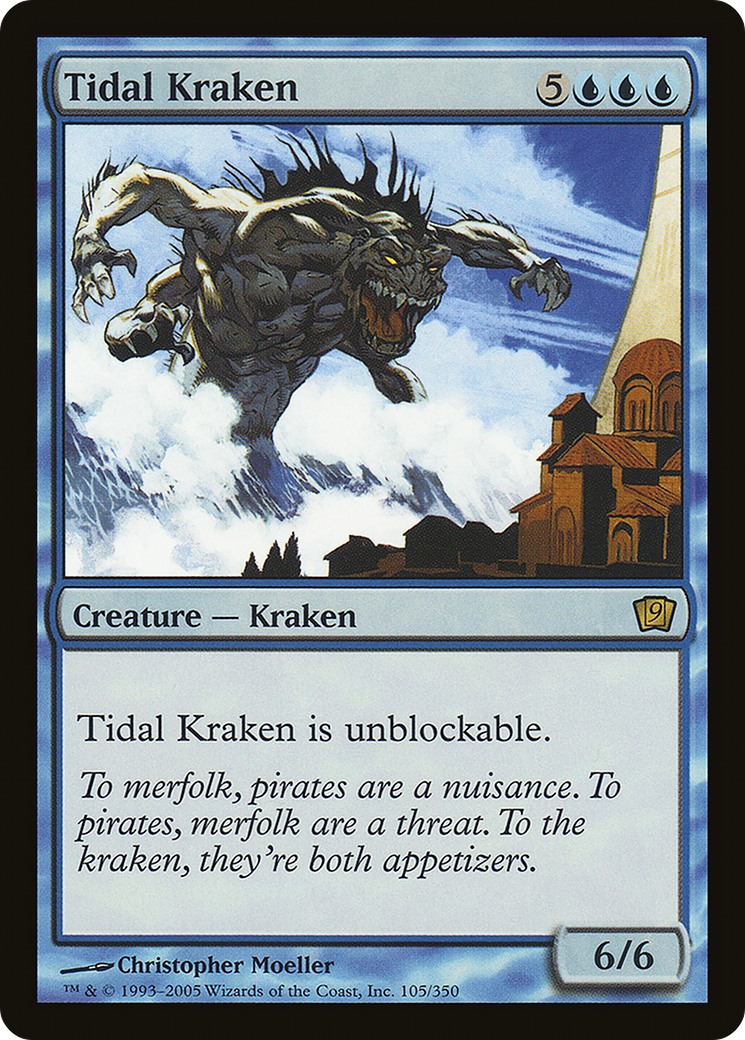 Tidal Kraken 5
Creature — Kraken
9
Tidal Kraken is unblockable.
To merfolk, pirates are a nuisance. To
pirates, merfolk are a threat. To the
kraken, they're both appetizers.
6/6
Christopher Moeller
™ & © 1993–2005 Wizards of the Coast, Inc. 105/350